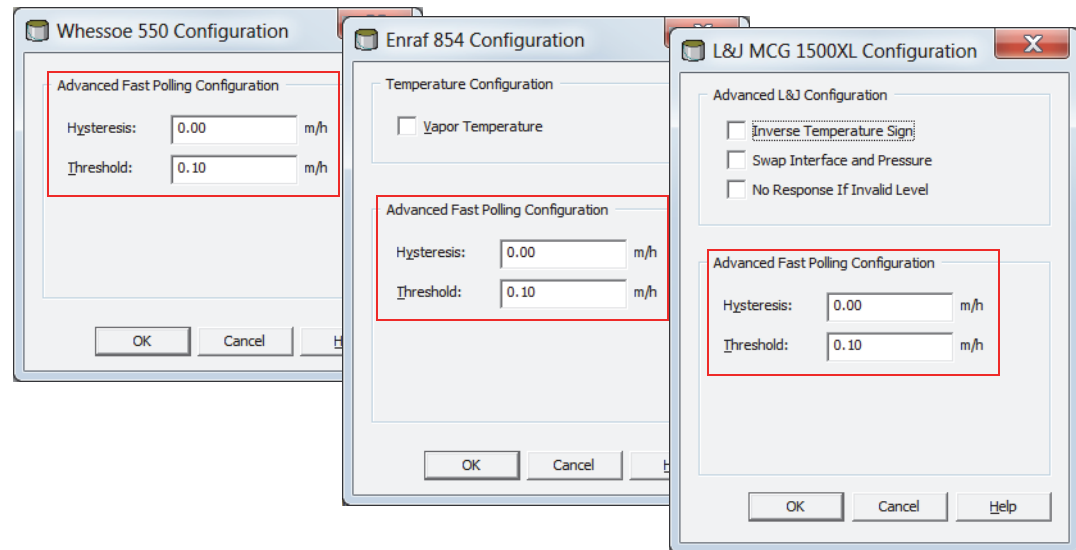 Whessoe 550 Configuration
Advanced Fast Polling Configuration
Hysteresis: 0.00 m/h
Threshold: 0.10 m/h
OK Cancel H
Enraf 854 Configuration
Temperature Configuration
Vapor Temperature
Advanced Fast Polling Configuration
Hysteresis: 0.00 m/h
Threshold: 0.10 m/h
OK Cancel H
L&J MCG 1500XL Configuration
Advanced L&J Configuration
Inverse Temperature Sign
Swap Interface and Pressure
No Response If Invalid Level
Advanced Fast Polling Configuration
Hysteresis: 0.00 m/h
Threshold: 0.10 m/h
OK Cancel Help